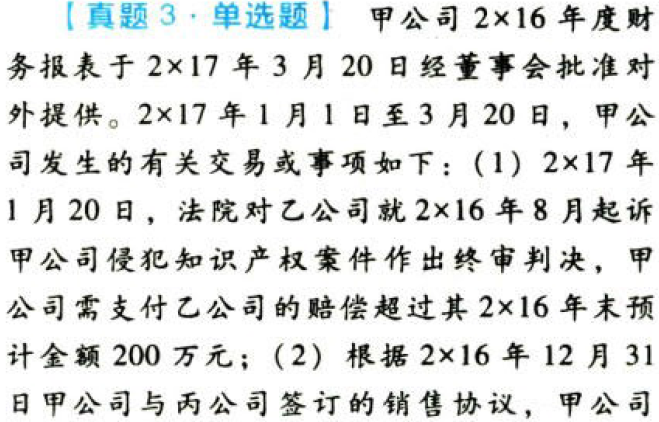 【真题3·单选题】 甲公司2×16年度财
务报表于2×17年3月20日经董事会批准对
外提供。2×17年1月1日至3月20日，甲公
司发生的有关交易或事项如下：（1）2×17年
1月20日，法院对乙公司就2×16年8月起诉
甲公司侵犯知识产权案件作出终审判决，甲
公司需支付乙公司的赔偿超过其2×16年末预
计金额200万元；（2）根据2×16年12月31
日甲公司与丙公司签订的销售协议，甲公司